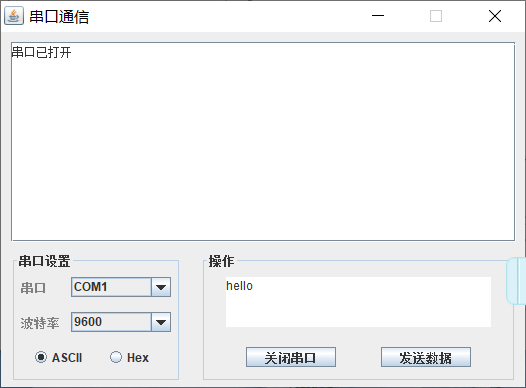 串口通信
串口已打开
串口设置
操作
串口
COM1
hello
波特率
9600
ASCII
Hex
关闭串口
发送数据